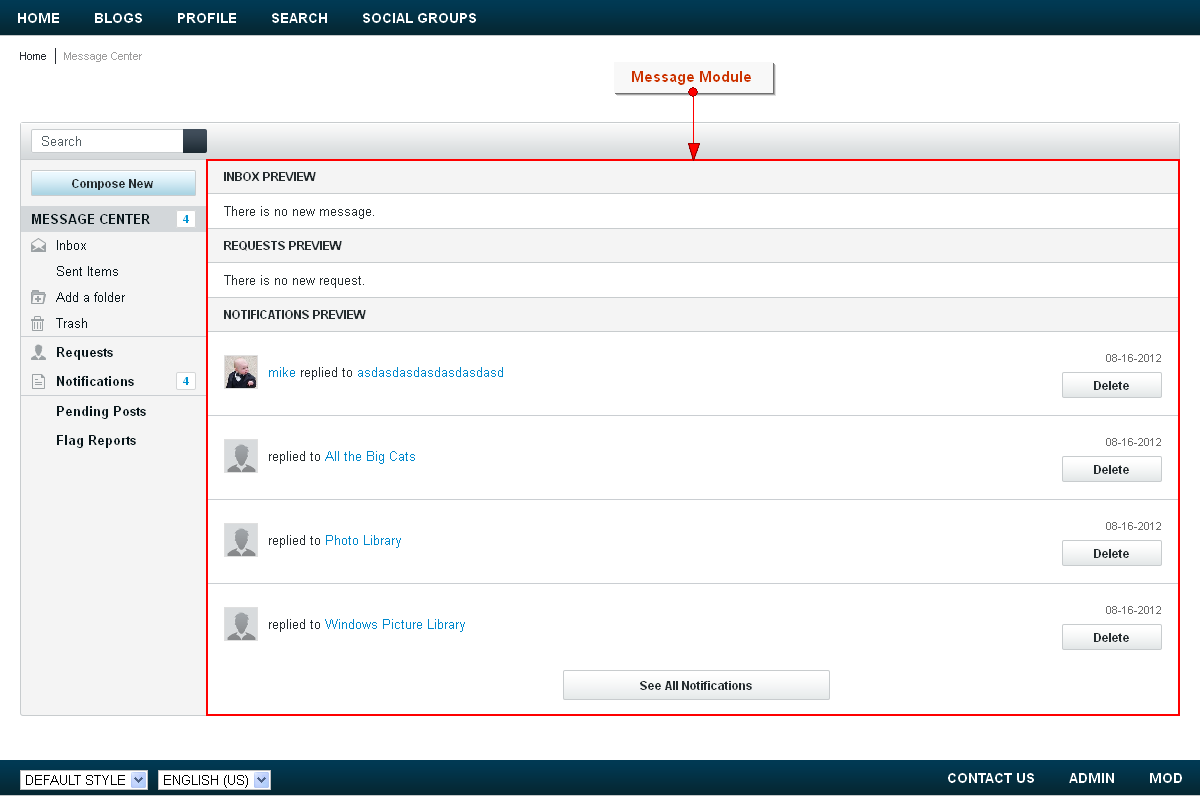 HOME BLOGS PROFILE SEARCH SOCIAL GROUPS
Home Message Center
Message Module
Search
Compose New
MESSAGE CENTER 4
Inbox
Sent Items
Add a folder
Trash
Requests
Notifications 4
Pending Posts
Flag Reports
INBOX PREVIEW
There is no new message.
REQUESTS PREVIEW
There is no new request.
NOTIFICATIONS PREVIEW
mike replied to asdasdasdasdasdasdasd
08-16-2012
Delete
replied to All the Big Cats
08-16-2012
Delete
replied to Photo Library
08-16-2012
Delete
replied to Windows Picture Library
08-16-2012
Delete
See All Notifications
DEFAULT STYLE ENGLISH (US) CONTACT US ADMIN MOD